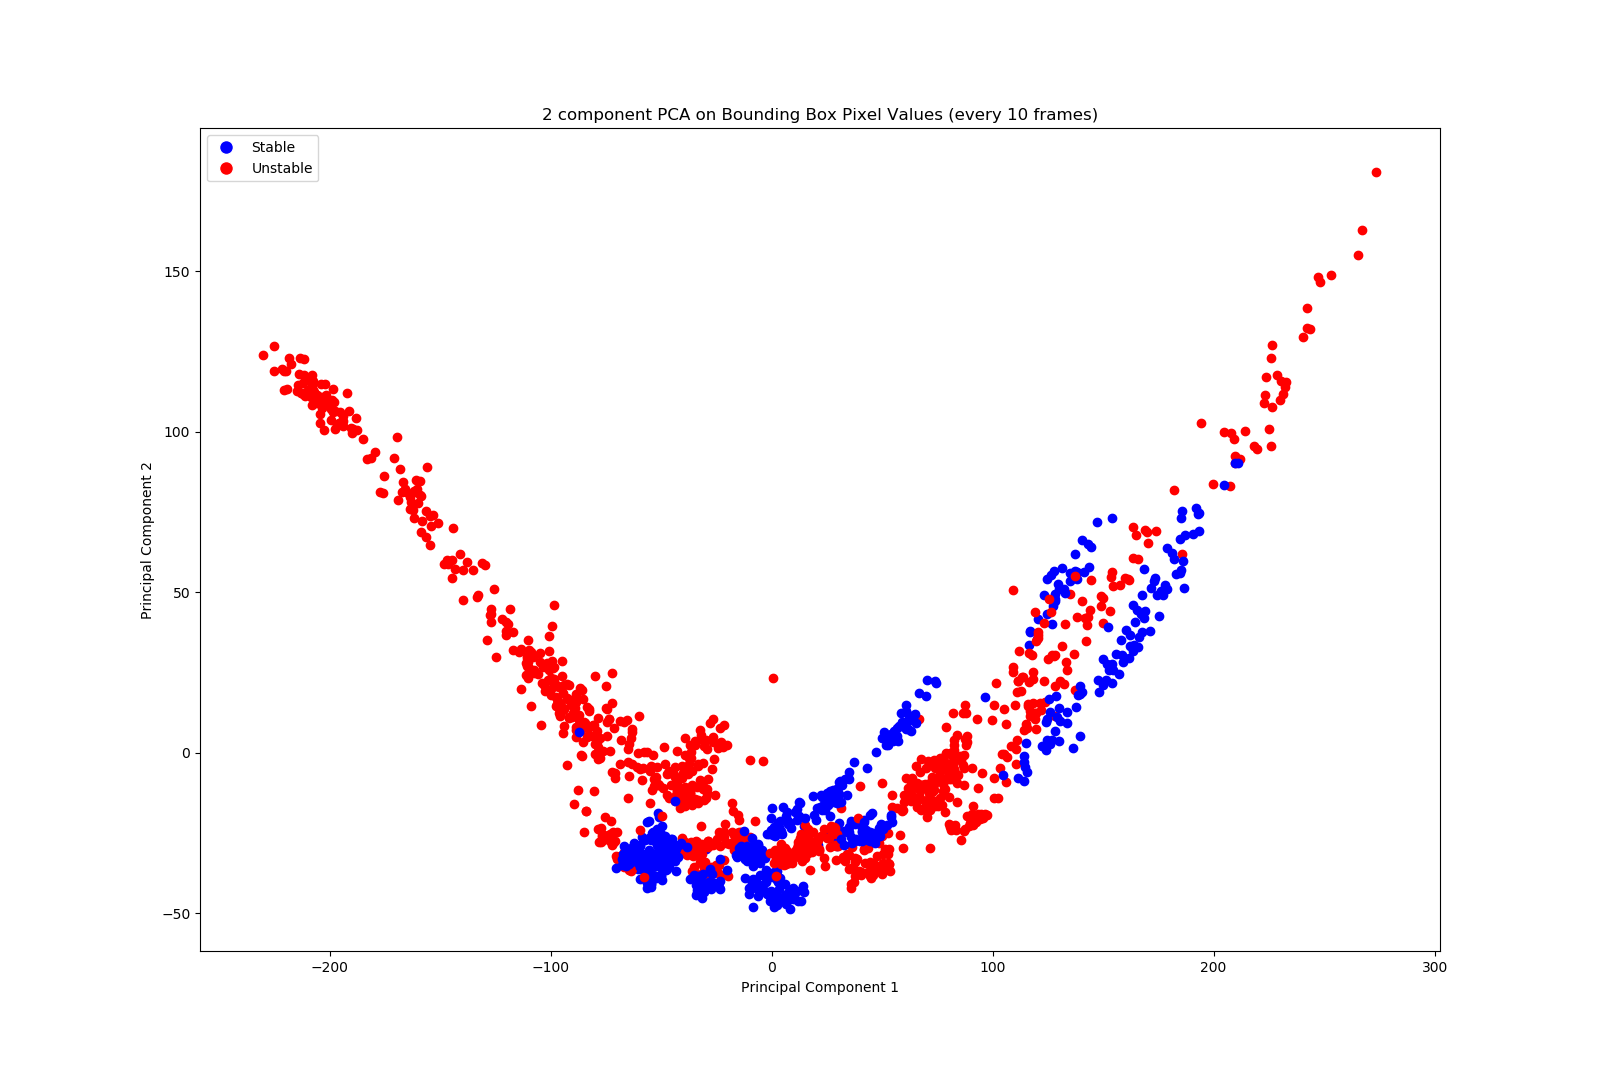 2 component PCA on Bounding Box Pixel Values (every 10 frames)
Stable
Unstable
Principal Component 2
150
100
50
0
−50
−200
−100
0
100
200
300
Principal Component 1